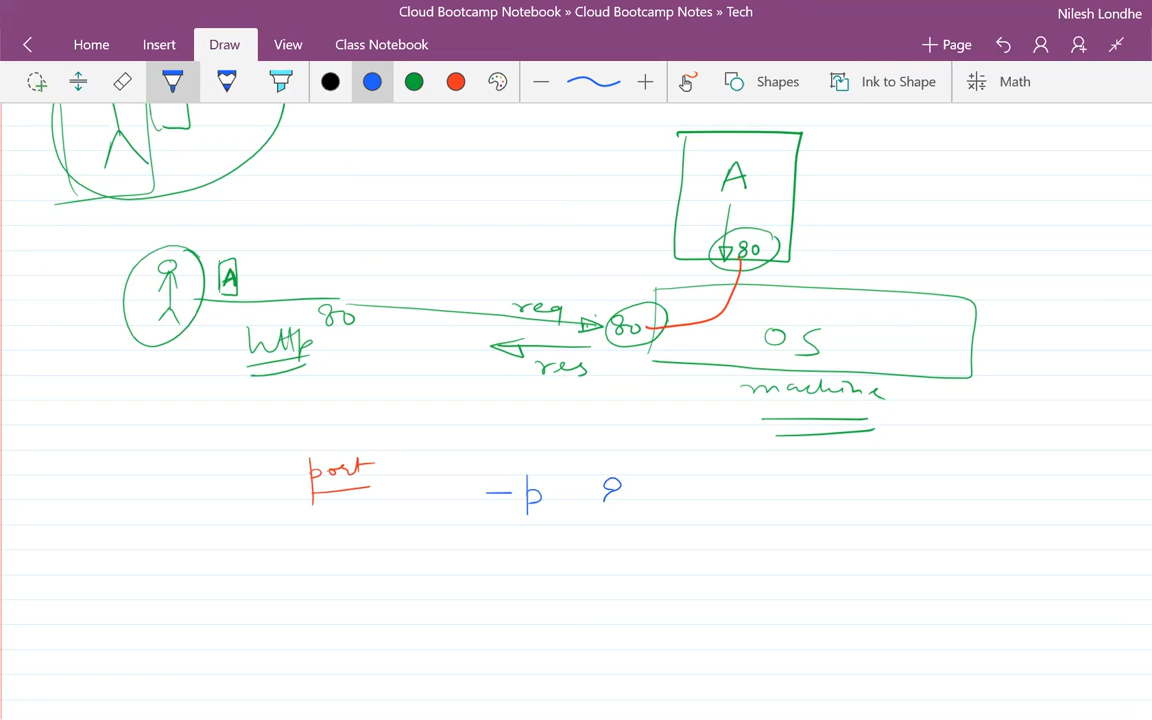 Cloud Bootcamp Notebook » Cloud Bootcamp Notes » Tech
Nilesh Londhe
Home Insert Draw View Class Notebook
Page
Shapes Ink to Shape Math
A
80
A
80
http
req
80
res
OS
machine
port
-p 8